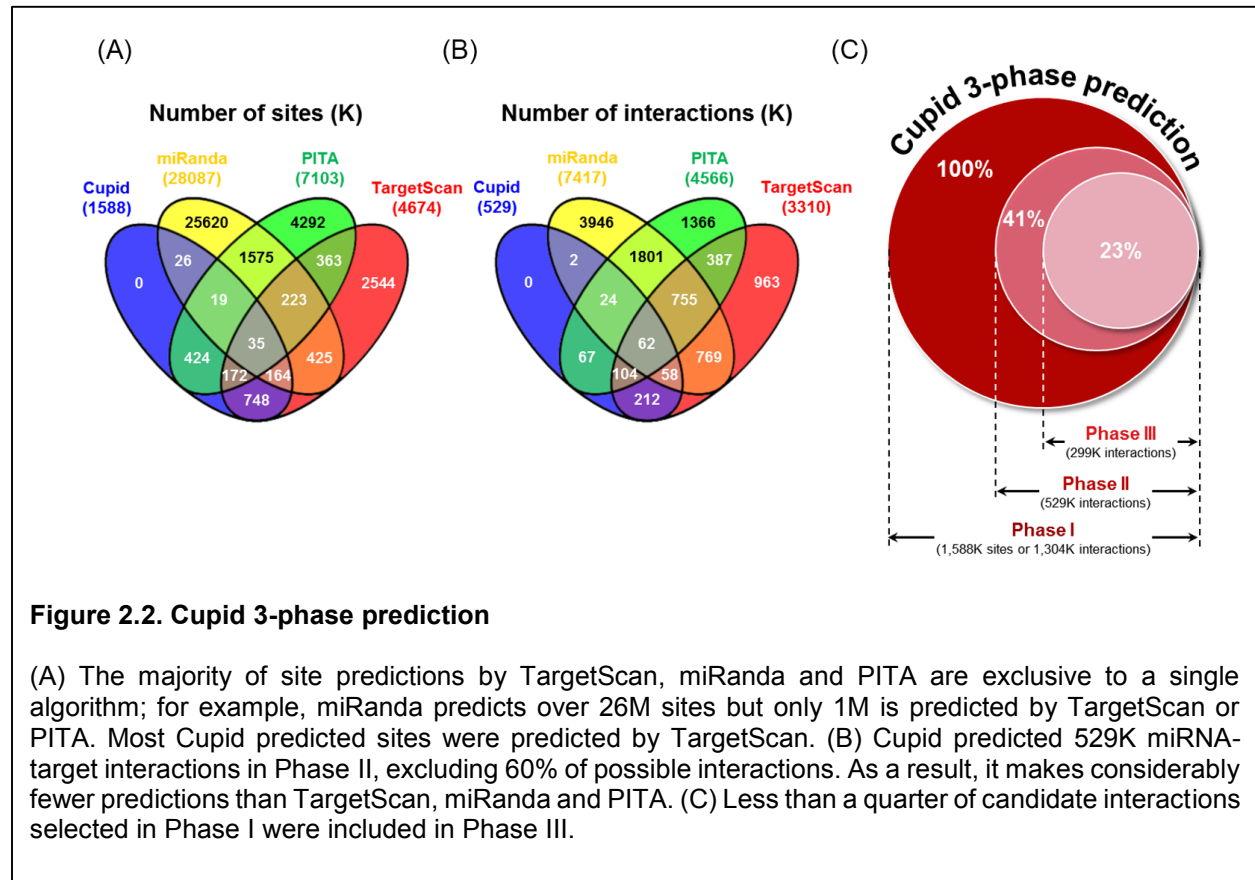 (A)
(B)
(C)
Number of sites (K)
miRanda
(28087)
PITA
(7103)
Cupid
(1588)
TargetScan
(4674)
25620
4292
0
26
1575
363
2544
19
223
35
424
425
172
164
748
Number of interactions (K)
miRanda
(7417)
PITA
(4566)
Cupid
(529)
TargetScan
(3310)
3946
1366
0
2
1801
387
963
24
755
62
67
769
104
58
212
Cupid 3-phase prediction
100%
41%
23%
Phase III
(299K interactions)
Phase II
(529K interactions)
Phase I
(1,588K sites or 1,304K interactions)
Figure 2.2. Cupid 3-phase prediction
(A) The majority of site predictions by TargetScan, miRanda and PITA are exclusive to a single
algorithm; for example, miRanda predicts over 26M sites but only 1M is predicted by TargetScan or
PITA. Most Cupid predicted sites were predicted by TargetScan. (B) Cupid predicted 529K miRNA-
target interactions in Phase II, excluding 60% of possible interactions. As a result, it makes considerably
fewer predictions than TargetScan, miRanda and PITA. (C) Less than a quarter of candidate interactions
selected in Phase I were included in Phase III.